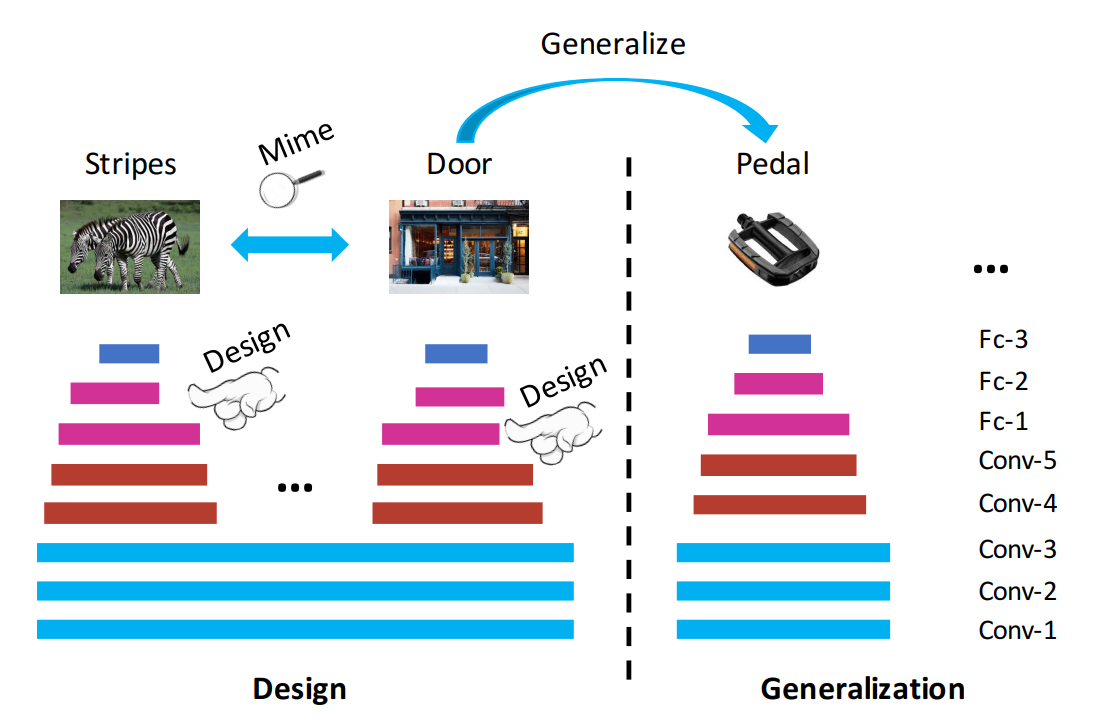 Generalize
Mime
Stripes
Door
Pedal
...
Design
Design
...
Fc-3
Fc-2
Fc-1
Conv-5
Conv-4
Conv-3
Conv-2
Conv-1
Design
Generalization